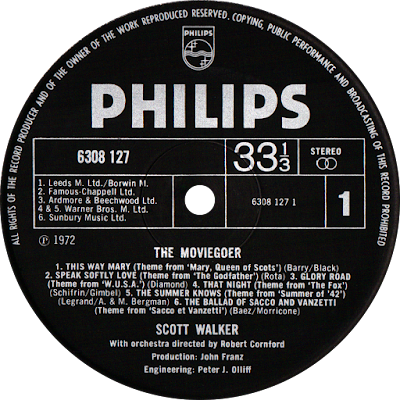 ALL RIGHTS OF THE RECORD PRODUCER AND OF THE OWNER OF THE WORK REPRODUCED RESERVED. COPYING, PUBLIC PERFORMANCE AND BROADCASTING OF THIS RECORD PROHIBITED
PHILIPS
PHILIPS
6308 127
33 1/3
STEREO
1. Leeds M. Ltd./Borwin M.
2. Famous-Chappell Ltd.
3. Ardmore & Beechwood Ltd.
4 & 5. Warner Bros. M. Ltd.
6. Sunbury Music Ltd.
6308 127 1
1
Ⓟ 1972
THE MOVIEGOER
1. THIS WAY MARY (Theme from 'Mary, Queen of Scots') (Barry/Black)
2. SPEAK SOFTLY LOVE (Theme from 'The Godfather') (Rota) 3. GLORY ROAD
(Theme from 'W.U.S.A.') (Diamond) 4. THAT NIGHT (Theme from 'The Fox')
(Schifrin/Gimbel) 5. THE SUMMER KNOWS (Theme from 'Summer of '42')
(Legrand/A. & M. Bergman) 6. THE BALLAD OF SACCO AND VANZETTI
(Theme from 'Sacco et Vanzetti') (Baez/Morricone)
SCOTT WALKER
With orchestra directed by Robert Cornford
Production: John Franz
Engineering: Peter J. Olliff